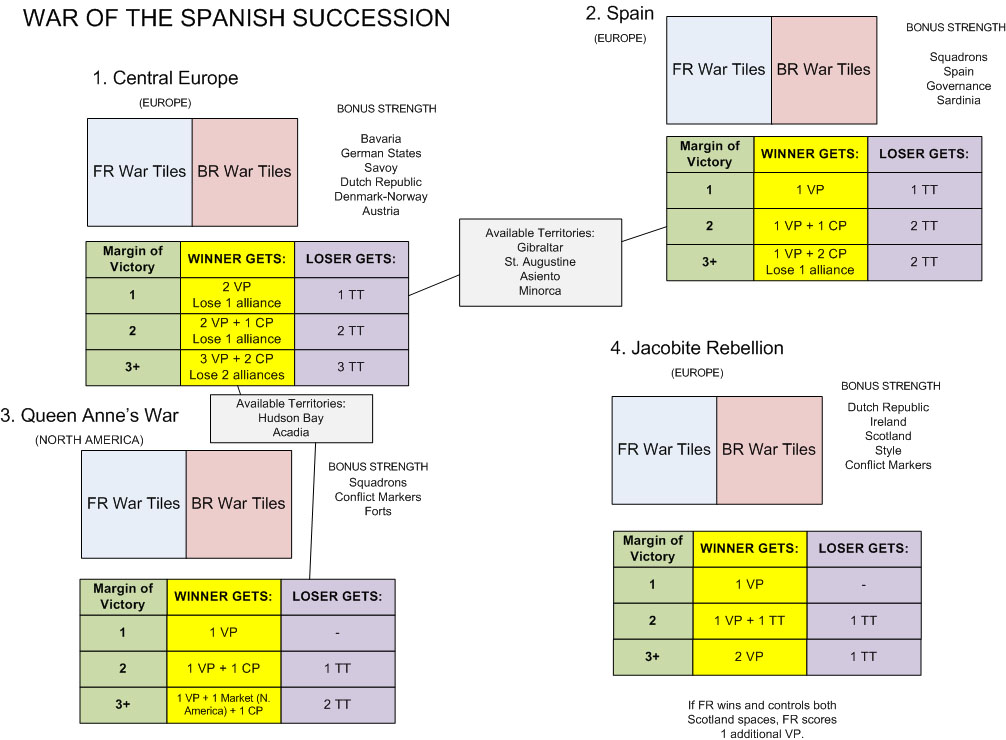 WAR OF THE SPANISH SUCCESSION
1. Central Europe
(EUROPE)
FR War Tiles
BR War Tiles
BONUS STRENGTH
Bavaria
German States
Savoy
Dutch Republic
Denmark-Norway
Austria
Margin of
Victory
WINNER GETS:
LOSER GETS:
1
2 VP
Lose 1 alliance
1 TT
2
2 VP + 1 CP
Lose 1 alliance
2 TT
3+
3 VP + 2 CP
Lose 2 alliances
3 TT
2. Spain
(EUROPE)
FR War Tiles
BR War Tiles
BONUS STRENGTH
Squadrons
Spain
Governance
Sardinia
Margin of
Victory
WINNER GETS:
LOSER GETS:
1
1 VP
1 TT
2
1 VP + 1 CP
2 TT
3+
1 VP + 2 CP
Lose 1 alliance
2 TT
Available Territories:
Gibraltar
St. Augustine
Asiento
Minorca
Available Territories:
Hudson Bay
Acadia
3. Queen Anne's War
(NORTH AMERICA)
FR War Tiles
BR War Tiles
BONUS STRENGTH
Squadrons
Conflict Markers
Forts
Margin of
Victory
WINNER GETS:
LOSER GETS:
1
1 VP
-
2
1 VP + 1 CP
1 TT
3+
1 VP + 1 Market (N.
America) + 1 CP
2 TT
4. Jacobite Rebellion
(EUROPE)
FR War Tiles
BR War Tiles
BONUS STRENGTH
Dutch Republic
Ireland
Scotland
Style
Conflict Markers
Margin of
Victory
WINNER GETS:
LOSER GETS:
1
1 VP
-
2
1 VP + 1 TT
1 TT
3+
2 VP
1 TT
If FR wins and controls both
Scotland spaces, FR scores
1 additional VP.